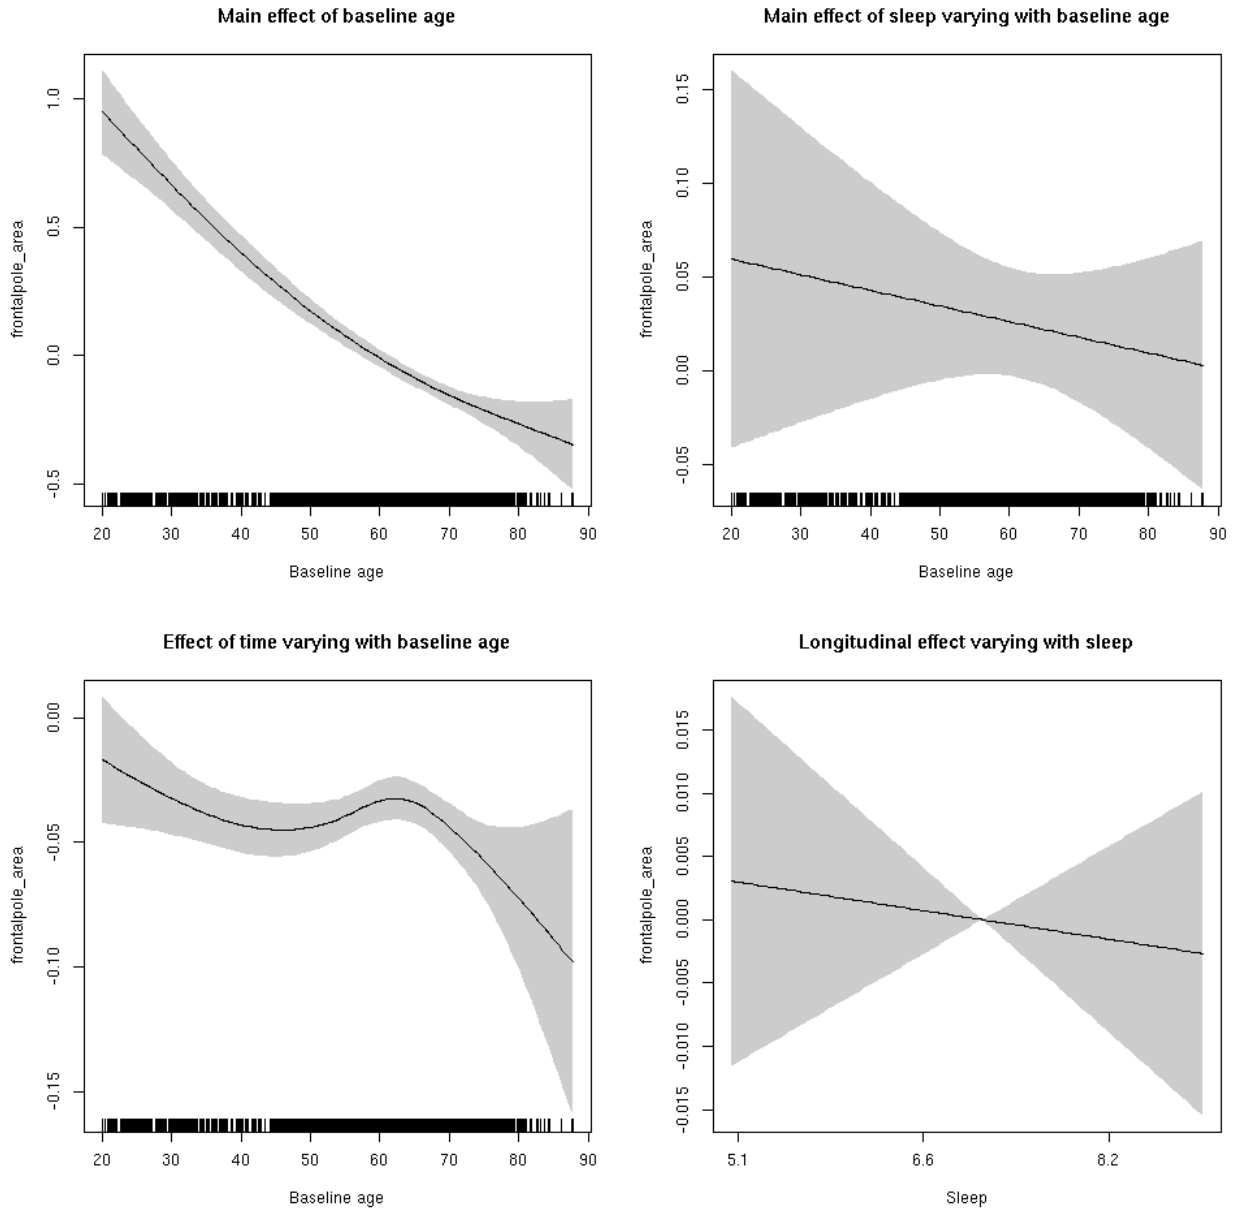 Main effect of baseline age
frontalpole_area
1.0
0.5
0.0
-0.5
20 30 40 50 60 70 80 90
Baseline age
Main effect of sleep varying with baseline age
frontalpole_area
0.15
0.10
0.05
0.00
-0.05
20 30 40 50 60 70 80 90
Baseline age
Effect of time varying with baseline age
frontalpole_area
0.00
-0.05
-0.10
-0.15
20 30 40 50 60 70 80 90
Baseline age
Longitudinal effect varying with sleep
frontalpole_area
0.015
0.010
0.005
0.000
-0.005
-0.010
-0.015
5.1 6.6 8.2
Sleep